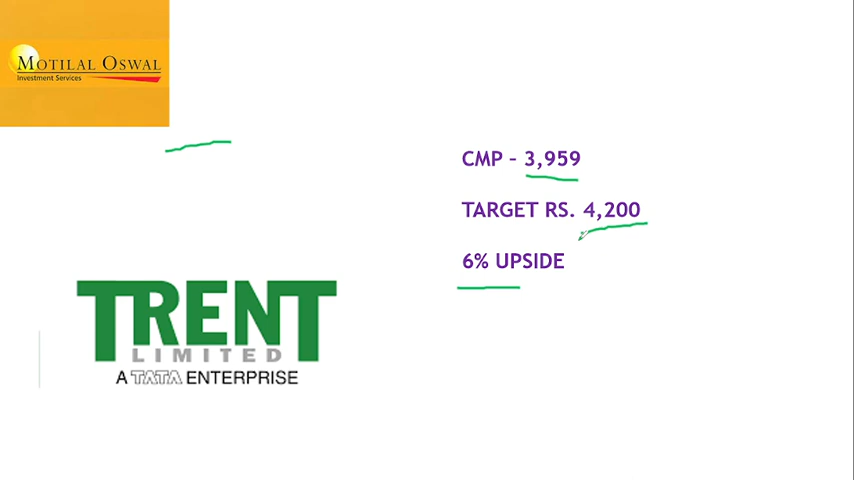 MOTILAL OSWAL
Investment Services
CMP – 3,959
TARGET RS. 4,200
6% UPSIDE
TRENT
LIMITED
A TATA ENTERPRISE